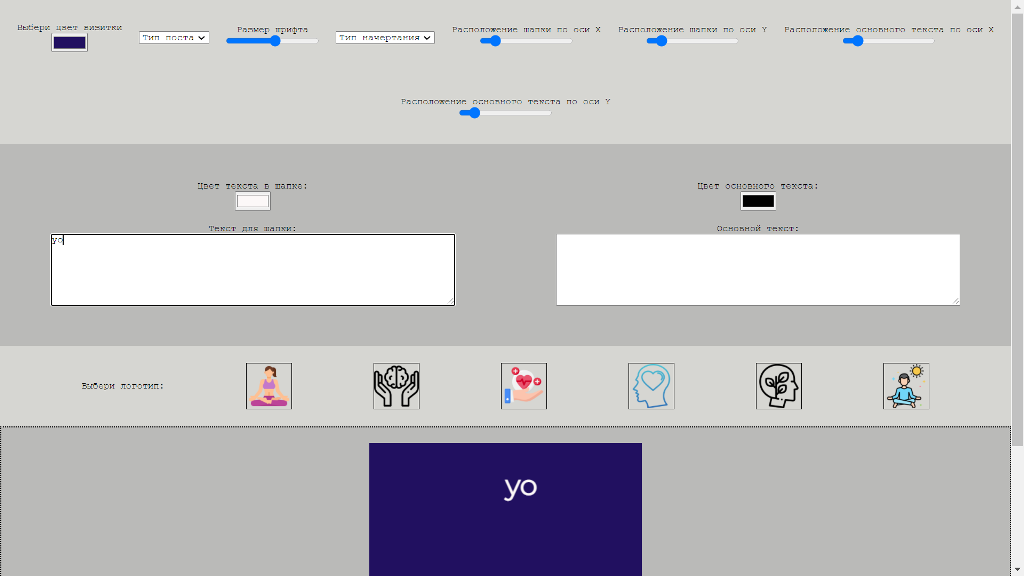 Выбери цвет визитки
Тип поста
Размер шрифта
Тип начертания
Расположение шапки по оси X
Расположение шапки по оси Y
Расположение основного текста по оси X
Расположение основного текста по оси Y
Цвет текста в шапке:
Цвет основного текста:
Текст для шапки:
Основной текст:
yo
Выбери логотип:
yo